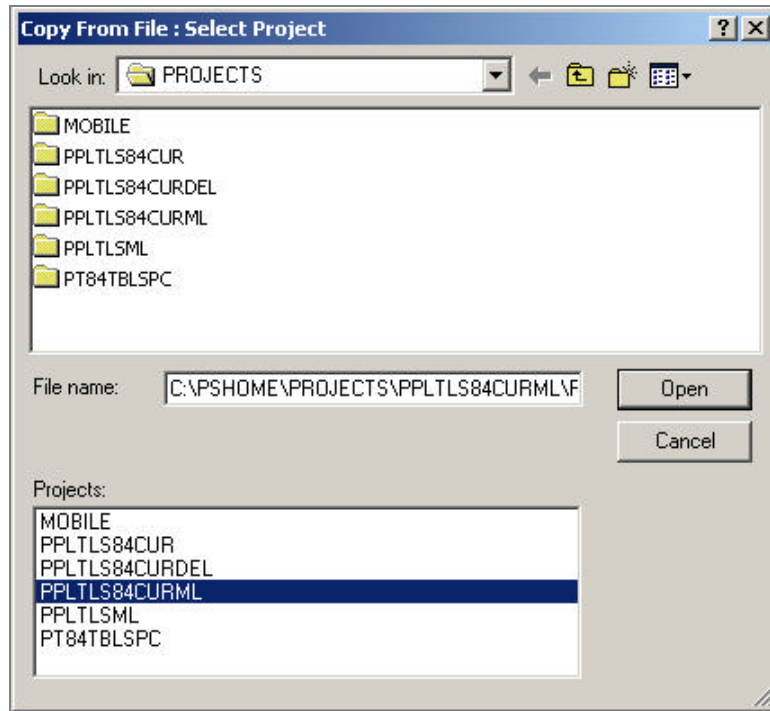 Copy From File : Select Project
Look in: PROJECTS
MOBILE
PPLTLS84CUR
PPLTLS84CURDEL
PPLTLS84CURML
PPLTLSML
PT84TBLSPC
File name: C:\PSHOME\PROJECTS\PPLTLS84CURML\F Open
Cancel
Projects:
MOBILE
PPLTLS84CUR
PPLTLS84CURDEL
PPLTLS84CURML
PPLTLSML
PT84TBLSPC